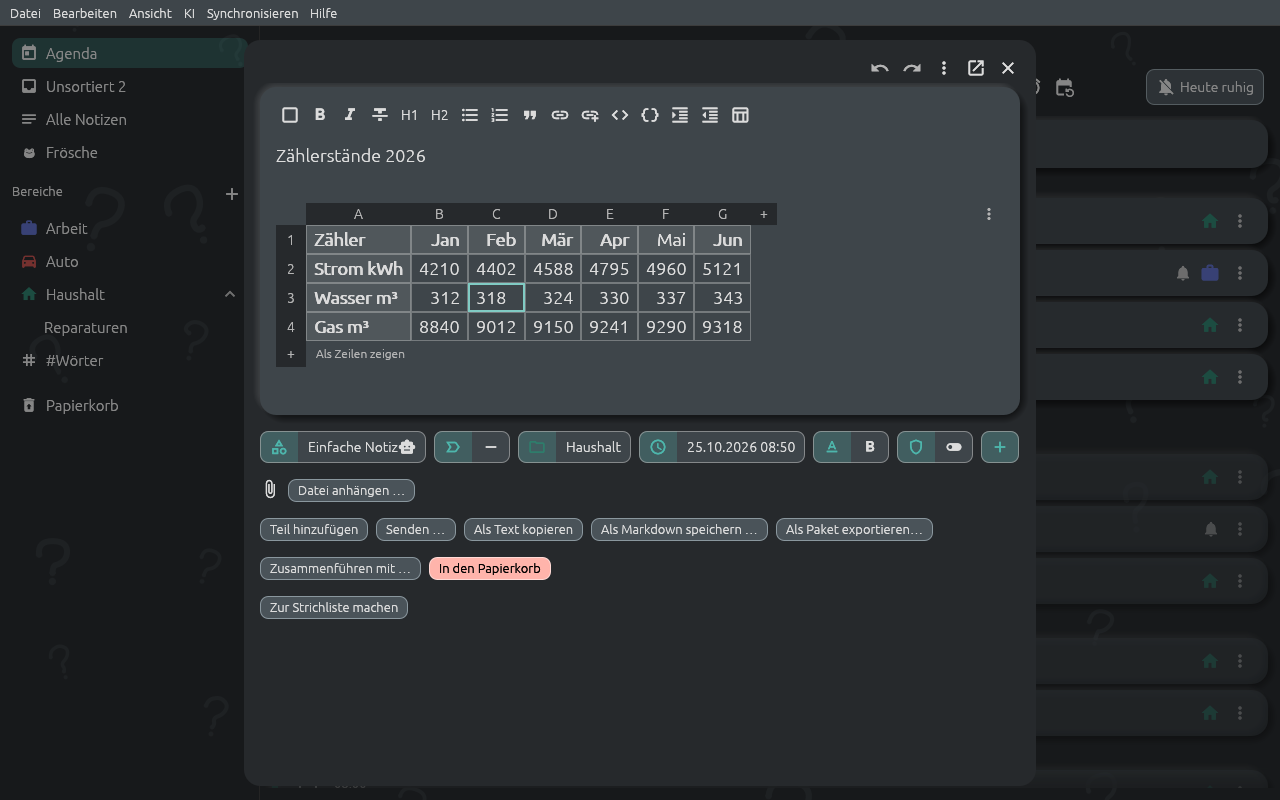 Datei Bearbeiten Ansicht KI Synchronisieren Hilfe
Agenda
Unsortiert 2
Alle Notizen
Frösche
Bereiche +
Arbeit
Auto
Haushalt
Reparaturen
#Wörter
Papierkorb
Heute ruhig
B I H1 H2
Zählerstände 2026
A B C D E F G +
1 Zähler Jan Feb Mär Apr Mai Jun
2 Strom kWh 4210 4402 4588 4795 4960 5121
3 Wasser m³ 312 318 324 330 337 343
4 Gas m³ 8840 9012 9150 9241 9290 9318
+ Als Zeilen zeigen
Einfache Notiz
Haushalt
25.10.2026 08:50
A B
+
Datei anhängen …
Teil hinzufügen Senden … Als Text kopieren Als Markdown speichern … Als Paket exportieren…
Zusammenführen mit … In den Papierkorb
Zur Strichliste machen